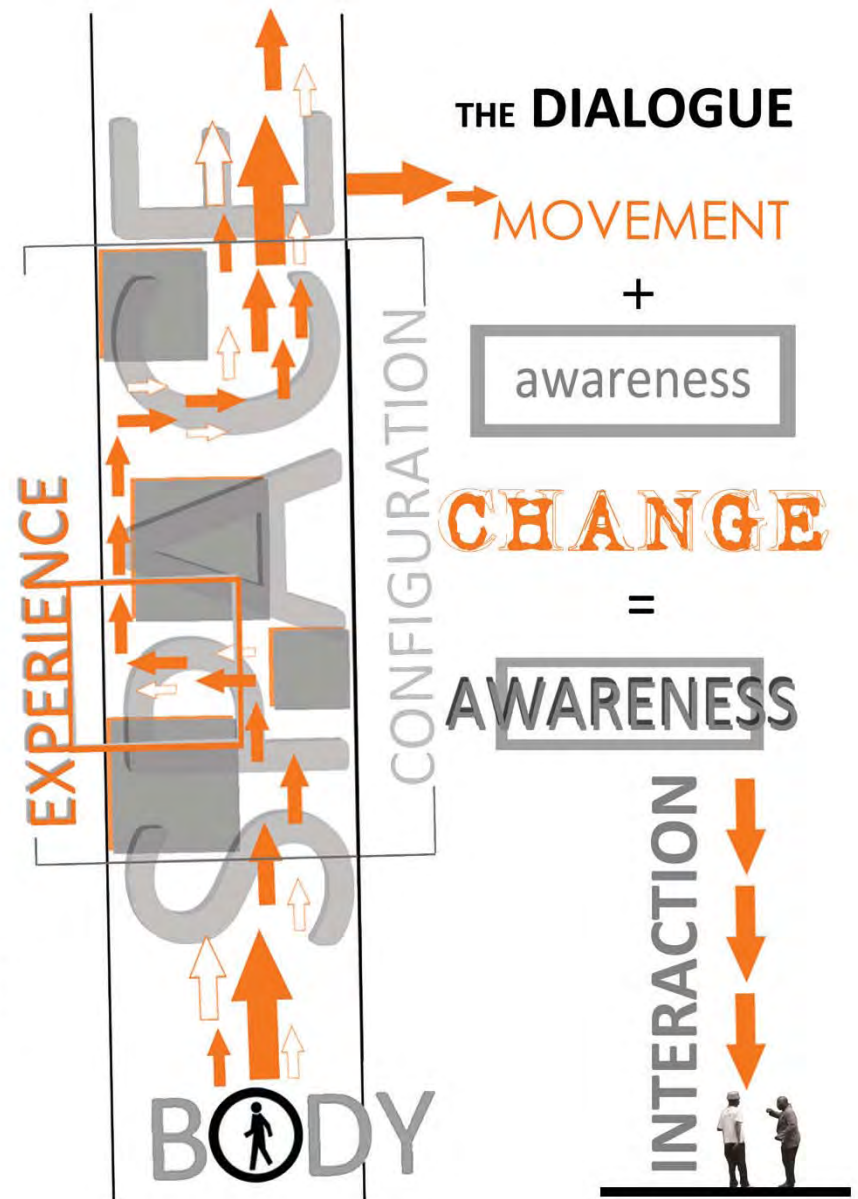 THE DIALOGUE
MOVEMENT
+
awareness
CHANGE
=
AWARENESS
INTERACTION
SPACE
EXPERIENCE
CONFIGURATION
BODY